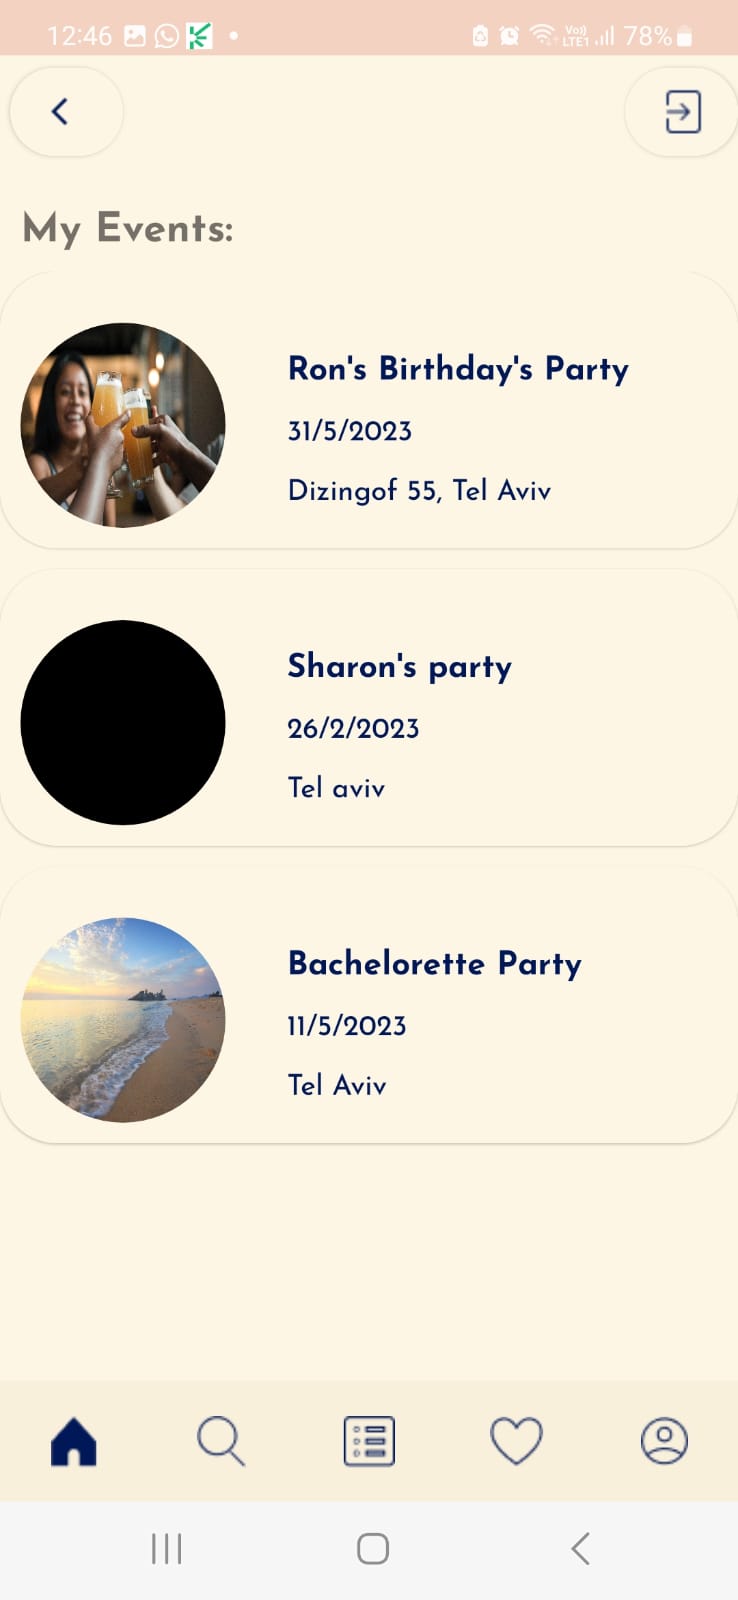 12:46
Vo))
LTE1
78%
My Events:
Ron's Birthday's Party
31/5/2023
Dizingof 55, Tel Aviv
Sharon's party
26/2/2023
Tel aviv
Bachelorette Party
11/5/2023
Tel Aviv